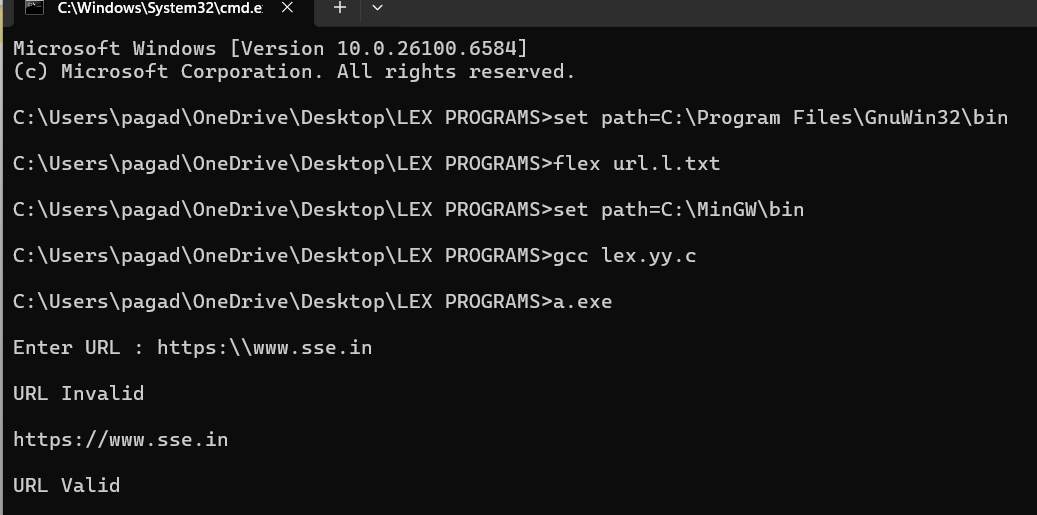 C:\Windows\System32\cmd.e
Microsoft Windows [Version 10.0.26100.6584]
(c) Microsoft Corporation. All rights reserved.
C:\Users\pagad\OneDrive\Desktop\LEX PROGRAMS>set path=C:\Program Files\GnuWin32\bin
C:\Users\pagad\OneDrive\Desktop\LEX PROGRAMS>flex url.l.txt
C:\Users\pagad\OneDrive\Desktop\LEX PROGRAMS>set path=C:\MinGW\bin
C:\Users\pagad\OneDrive\Desktop\LEX PROGRAMS>gcc lex.yy.c
C:\Users\pagad\OneDrive\Desktop\LEX PROGRAMS>a.exe
Enter URL : https:\\www.sse.in
URL Invalid
https://www.sse.in
URL Valid